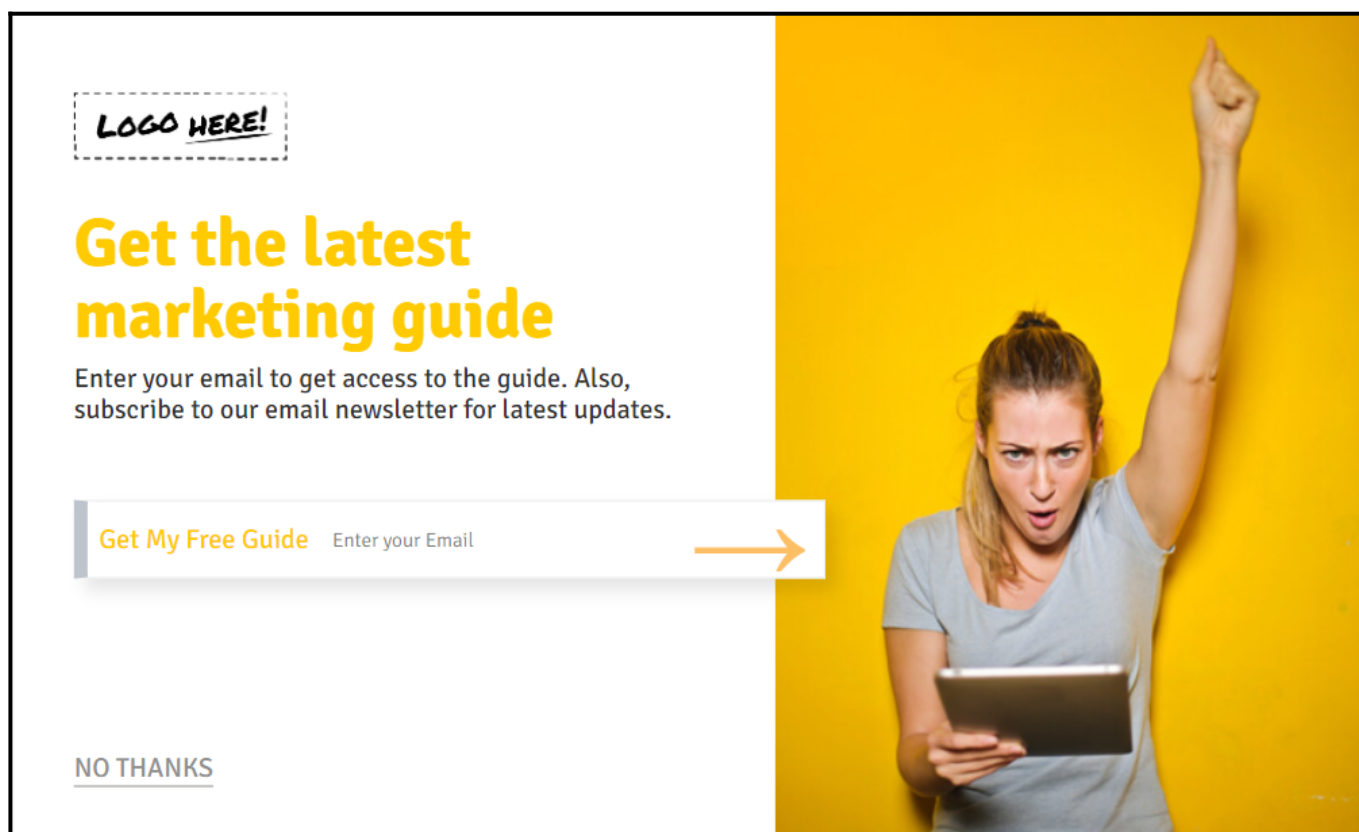 LOGO HERE!
Get the latest
marketing guide
Enter your email to get access to the guide. Also,
subscribe to our email newsletter for latest updates.
Get My Free Guide Enter your Email
NO THANKS